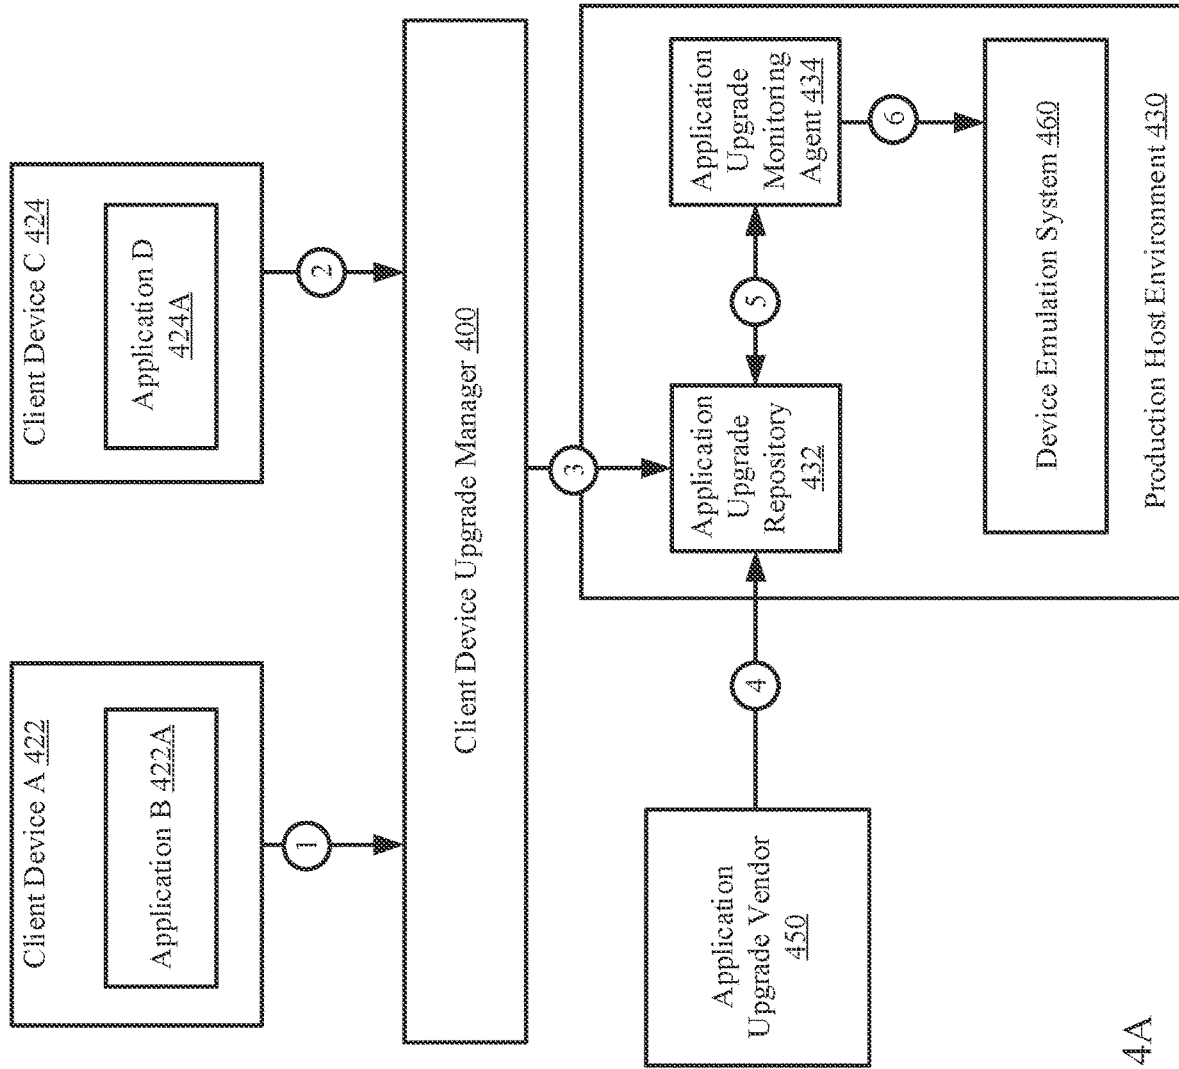 Client Device A 422
Application B 422A
1
Client Device C 424
Application D
424A
2
Client Device Upgrade Manager 400
3
Application
Upgrade Vendor
450
4
Application
Upgrade
Repository
432
5
Application
Upgrade
Monitoring
Agent 434
6
Device Emulation System 460
Production Host Environment 430
4A